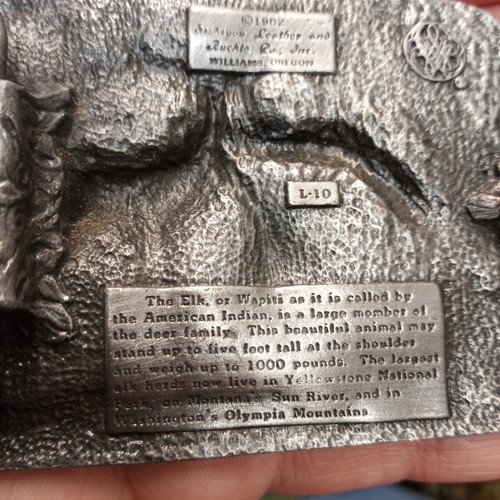 ©1982
Siskiyou Leather and
Buckle Co., Inc.
WILLIAMS, OREGON
L-10
The Elk, or Wapiti as it is called by
the American Indian, is a large member of
the deer family. This beautiful animal may
stand up to five feet tall at the shoulder
and weigh up to 1000 pounds. The largest
elk herds now live in Yellowstone National
Park, on Montana's Sun River, and in
Washington's Olympia Mountains.